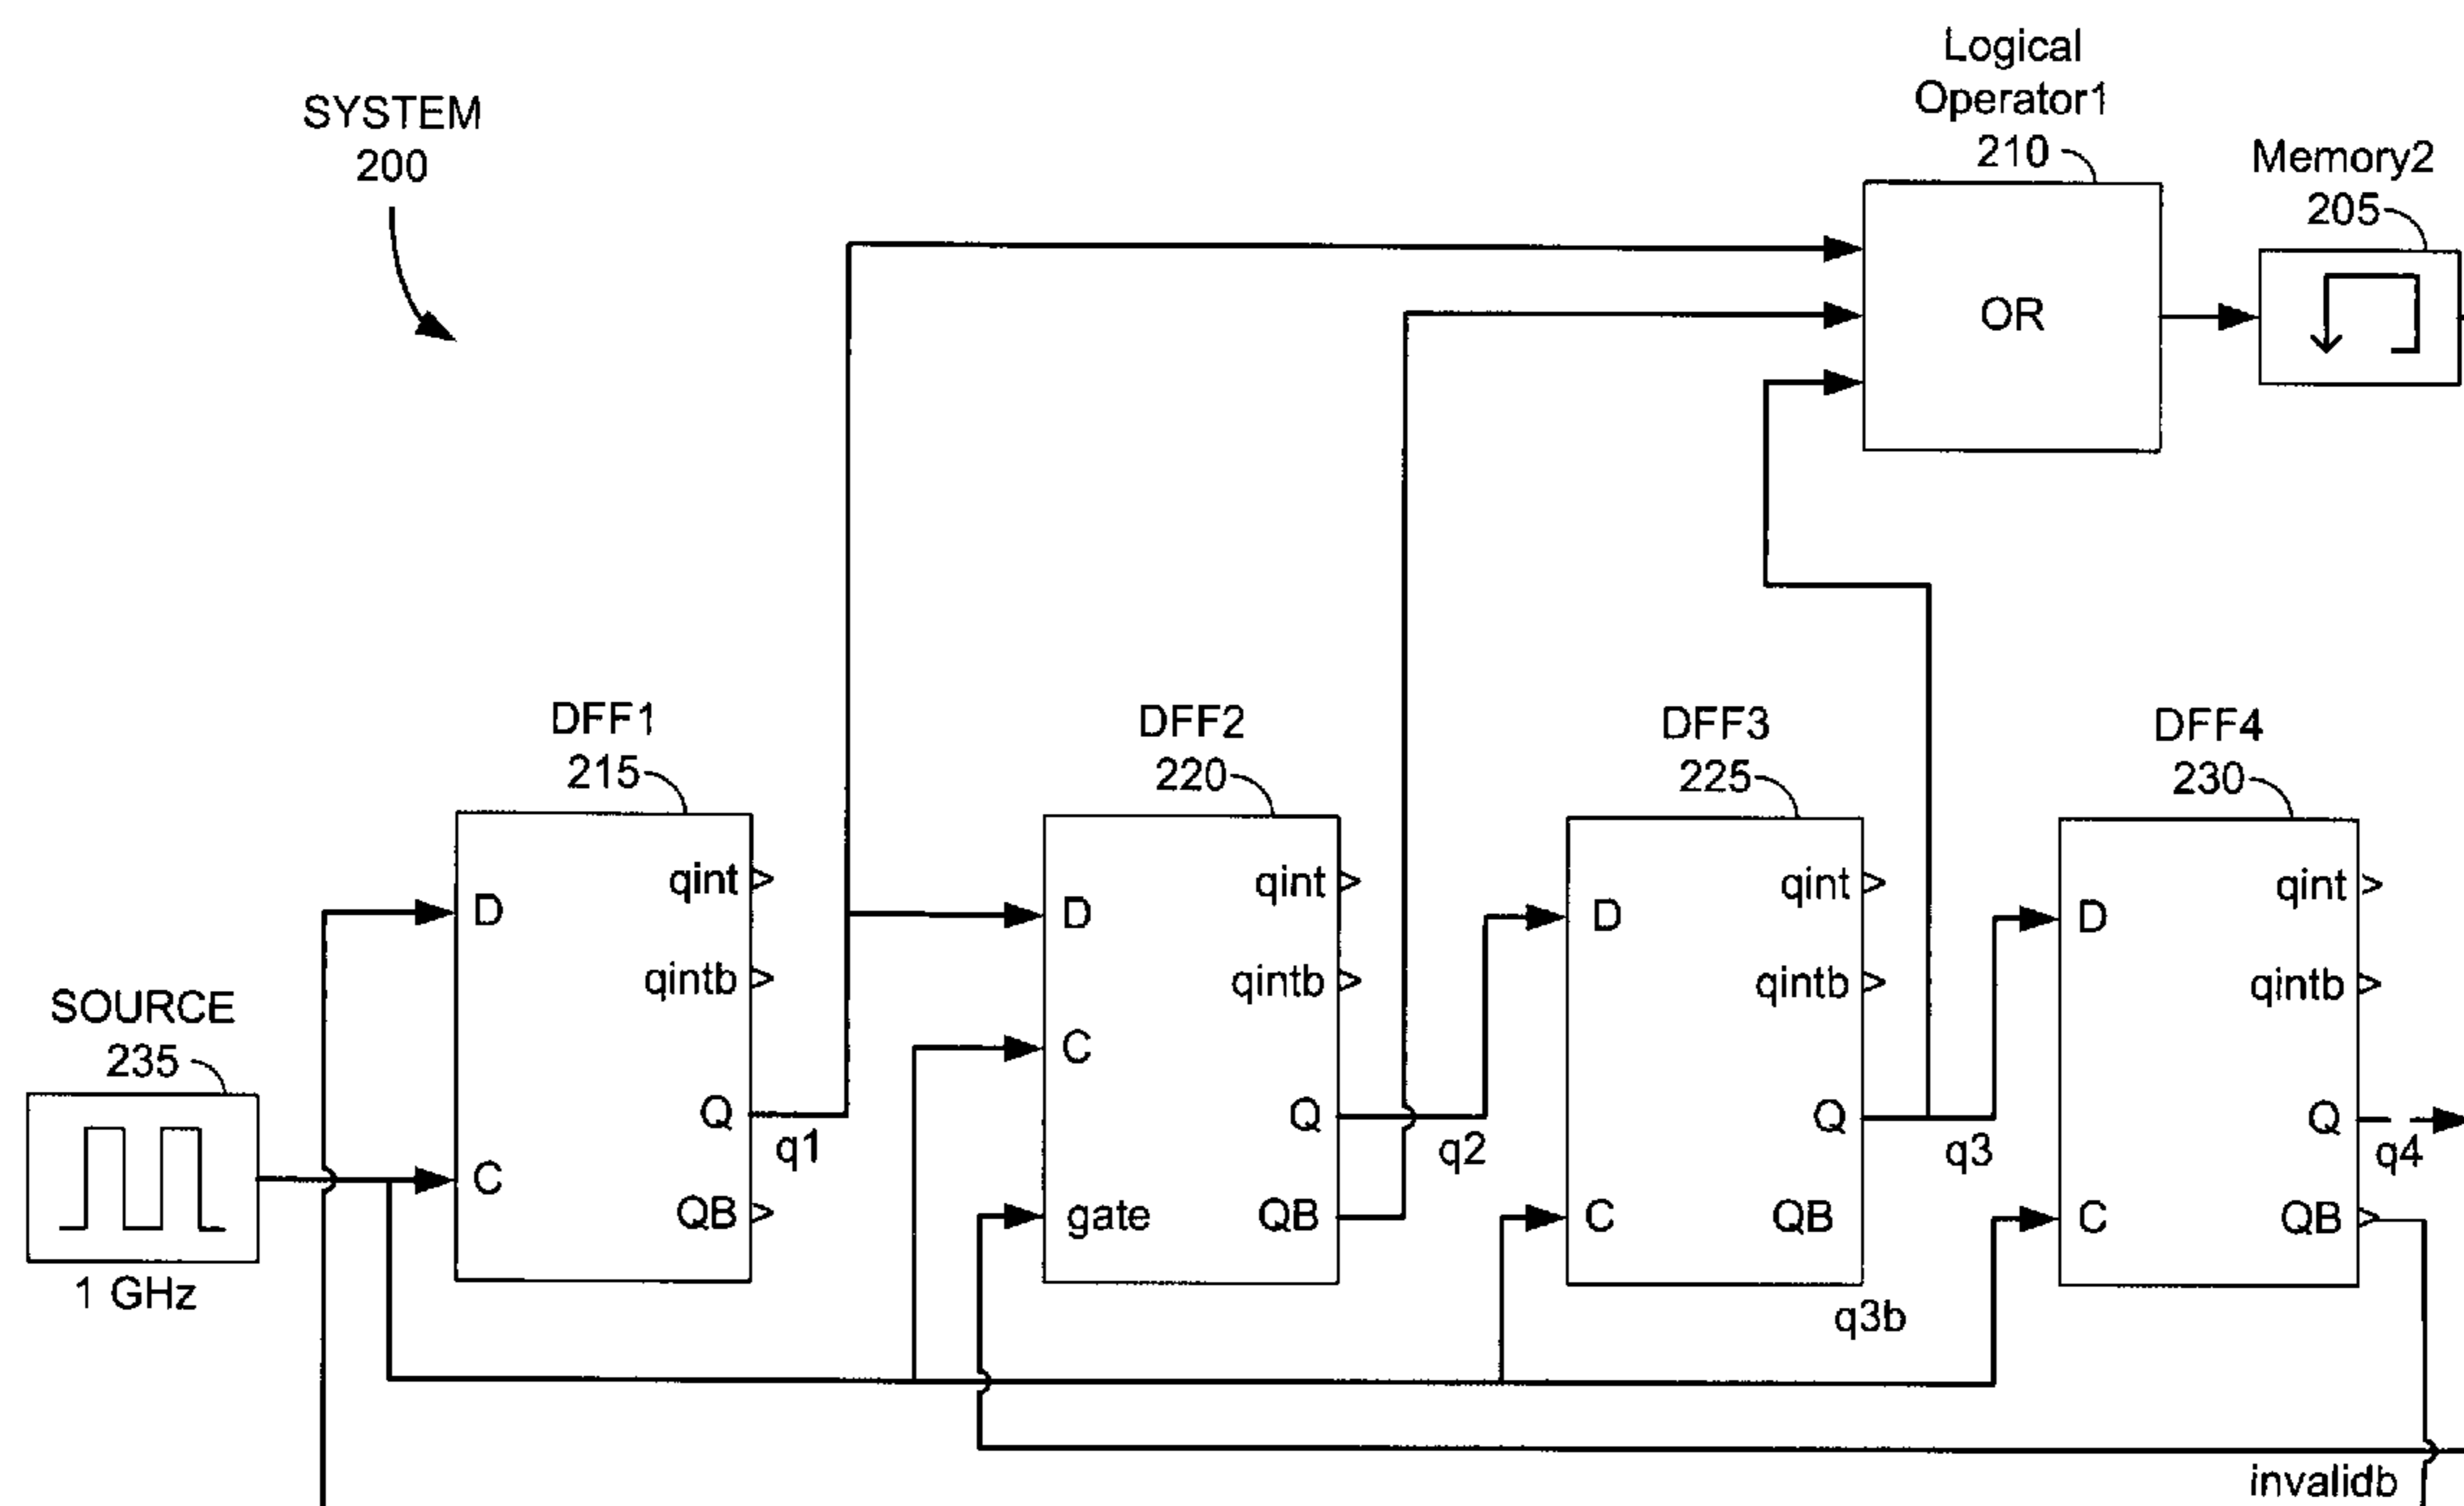 SYSTEM
200
Logical
Operator1
210
Memory2
205
OR
DFF1
215
DFF2
220
DFF3
225
DFF4
230
SOURCE
235
1 GHz
D
qint
qintb
Q
C
QB
q1
D
qint
qintb
C
Q
gate
QB
q2
D
qint
qintb
Q
C
QB
q3
q3b
D
qint
qintb
Q
C
QB
q4
invalidb